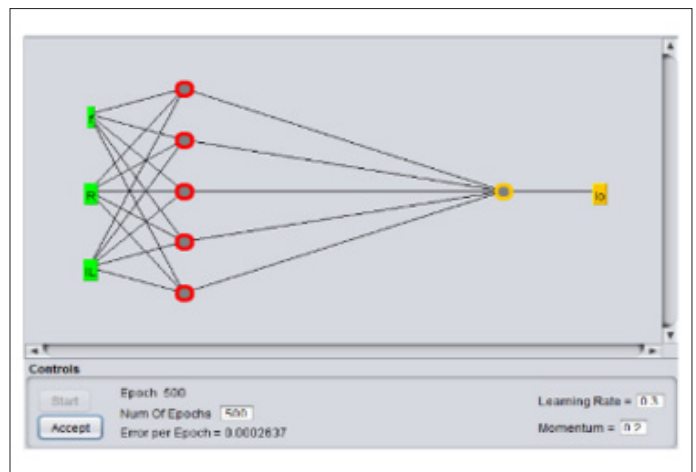 R
IL
Io
Controls
Start
Accept
Epoch 500
Num Of Epochs 500
Error per Epoch = 0.0002637
Learning Rate = 0.3
Momentum = 0.2